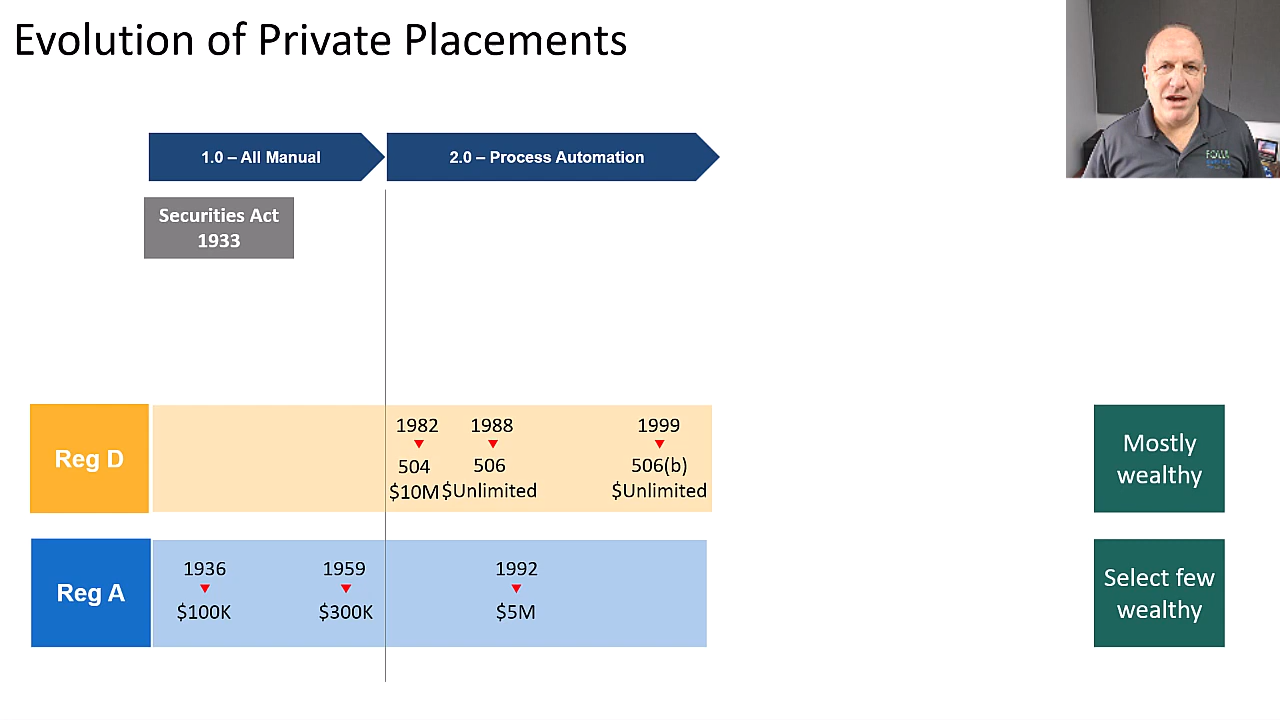 Evolution of Private Placements
1.0 – All Manual
2.0 – Process Automation
Securities Act
1933
Reg D
1982
1988
1999
504
506
506(b)
$10M
$Unlimited
$Unlimited
Mostly
wealthy
Reg A
1936
1959
1992
$100K
$300K
$5M
Select few
wealthy